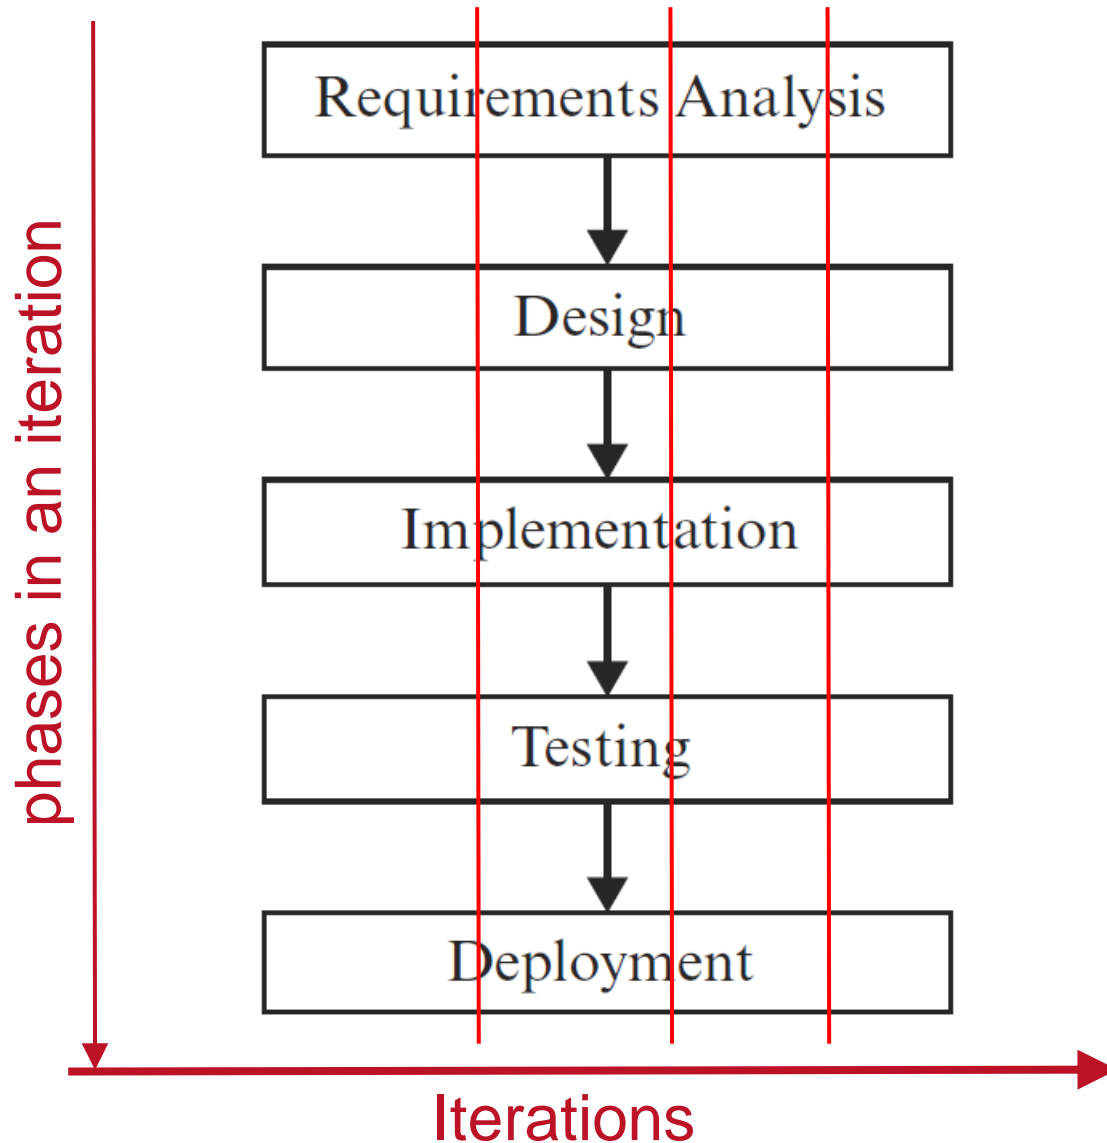 Requirements Analysis
Design
Implementation
Testing
Deployment
phases in an iteration
Iterations